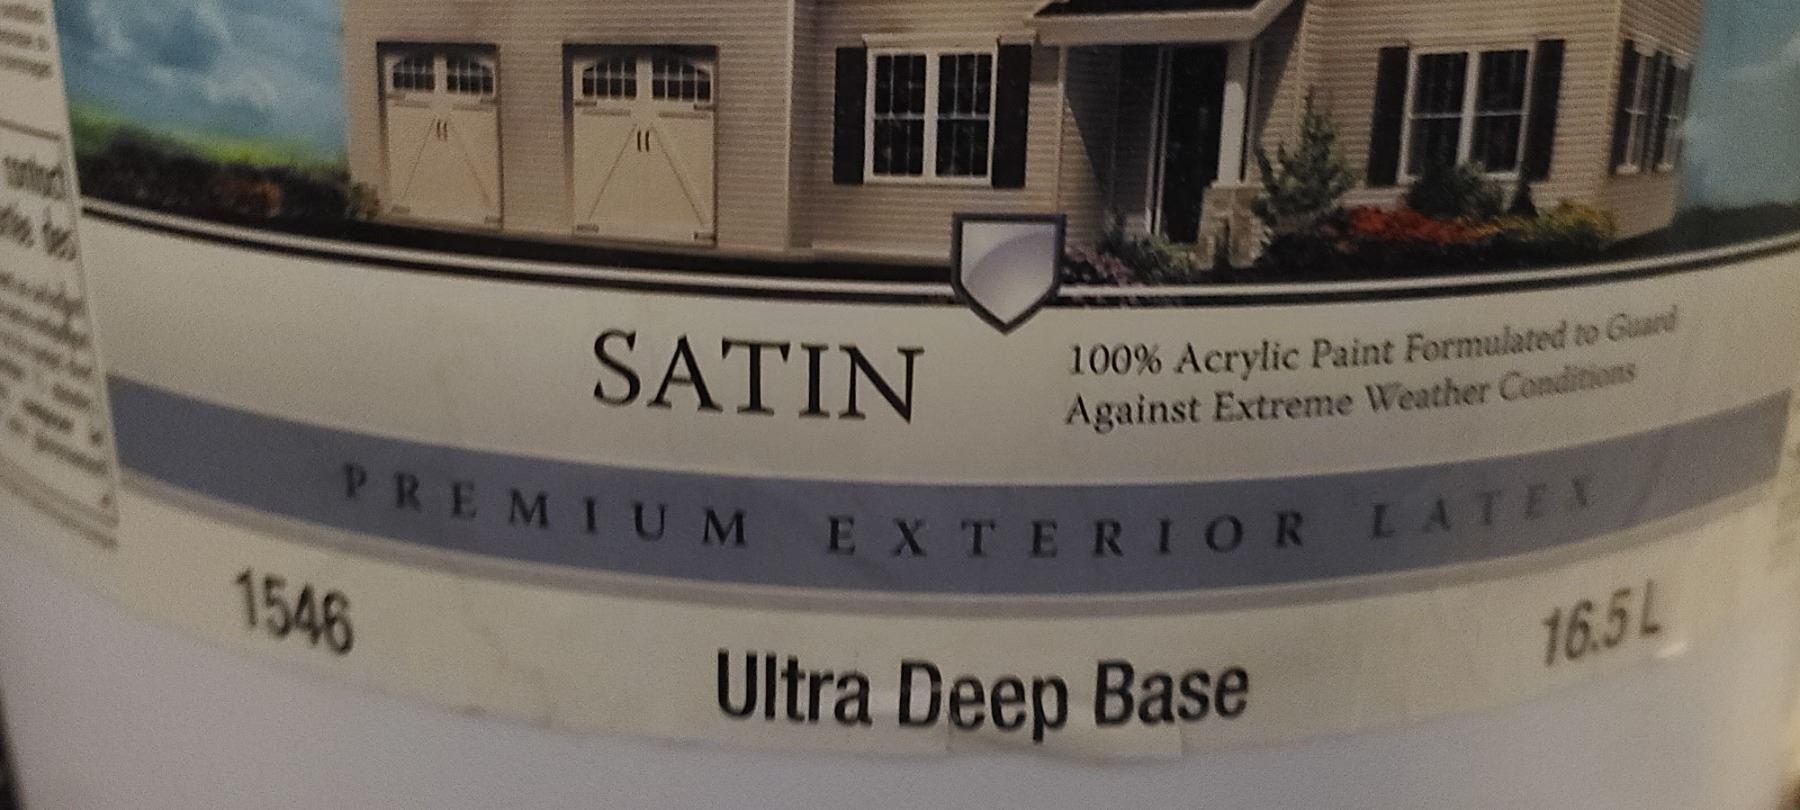 SATIN
100% Acrylic Paint Formulated to Guard
Against Extreme Weather Conditions
PREMIUM EXTERIOR LATEX
1546
16.5 L
Ultra Deep Base